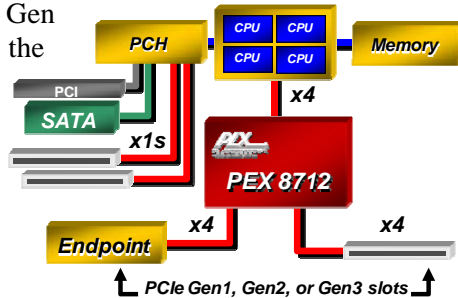 Gen
the
PCH
CPU CPU
CPU CPU
Memory
PCI
SATA
x1s
x4
PEX
PEX 8712
x4
x4
Endpoint
PCIe Gen1, Gen2, or Gen3 slots